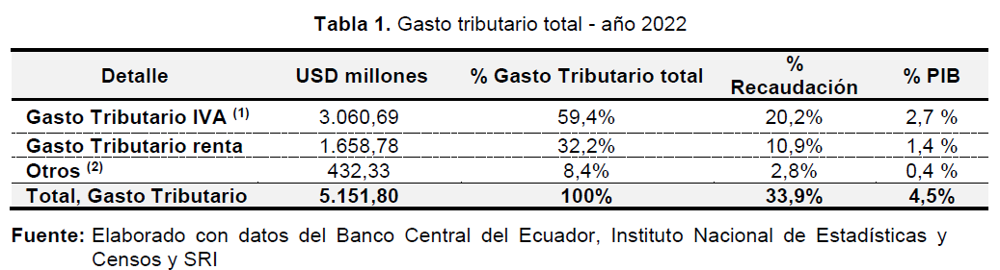 Tabla 1. Gasto tributario total - año 2022
Detalle USD millones % Gasto Tributario total % Recaudación % PIB
Gasto Tributario IVA (1) 3.060,69 59,4% 20,2% 2,7 %
Gasto Tributario renta 1.658,78 32,2% 10,9% 1,4 %
Otros (2) 432,33 8,4% 2,8% 0,4 %
Total, Gasto Tributario 5.151,80 100% 33,9% 4,5%
Fuente: Elaborado con datos del Banco Central del Ecuador, Instituto Nacional de Estadísticas y
Censos y SRI